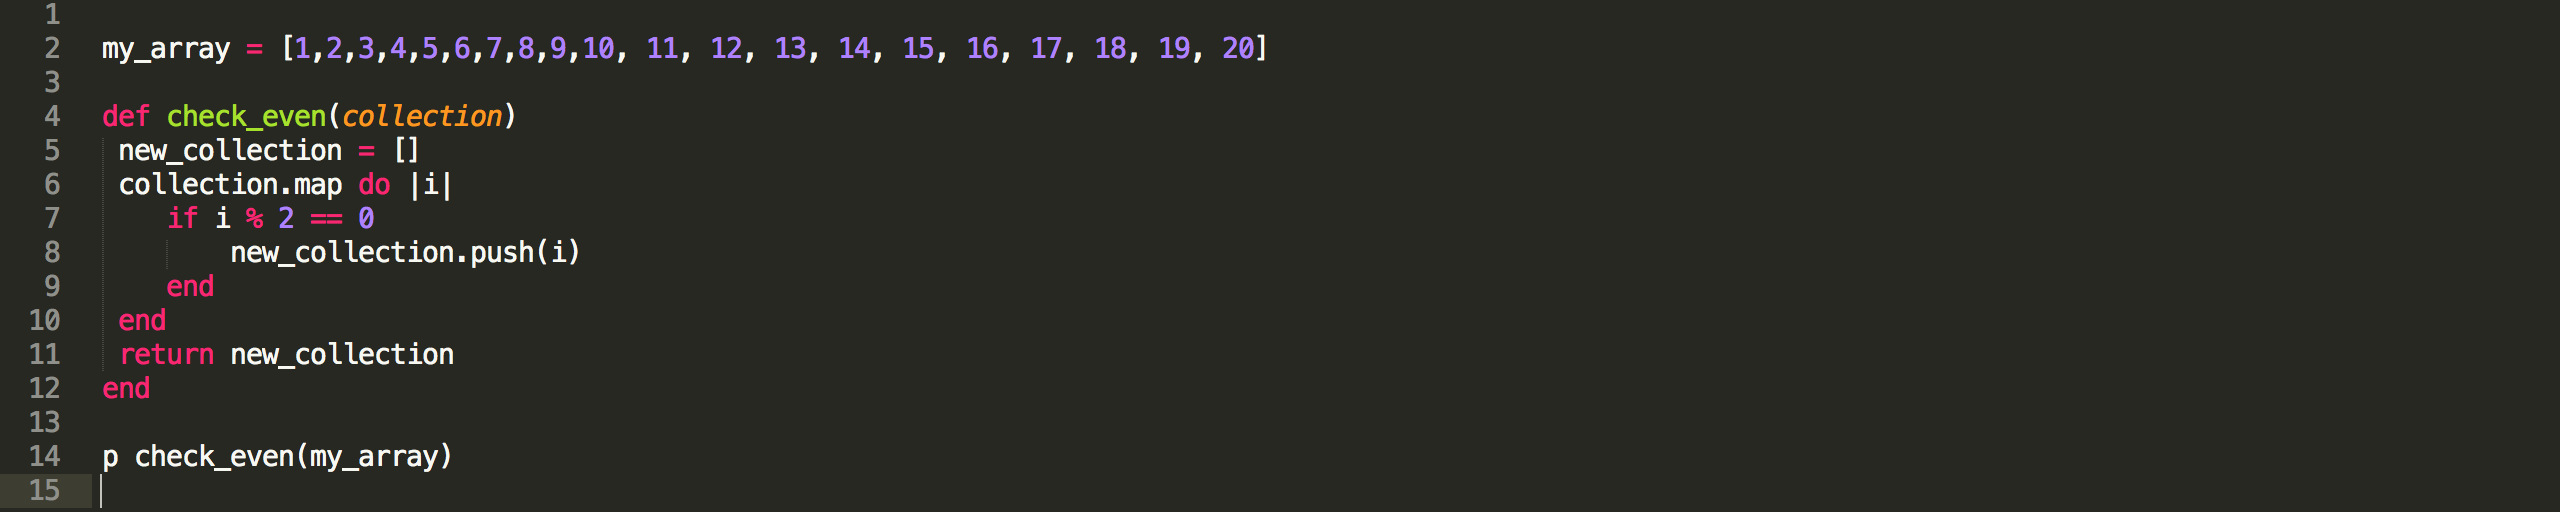 1
2 my_array = [1,2,3,4,5,6,7,8,9,10, 11, 12, 13, 14, 15, 16, 17, 18, 19, 20]
3
4 def check_even(collection)
5 new_collection = []
6 collection.map do |i|
7 if i % 2 == 0
8 new_collection.push(i)
9 end
10 end
11 return new_collection
12 end
13
14 p check_even(my_array)
15